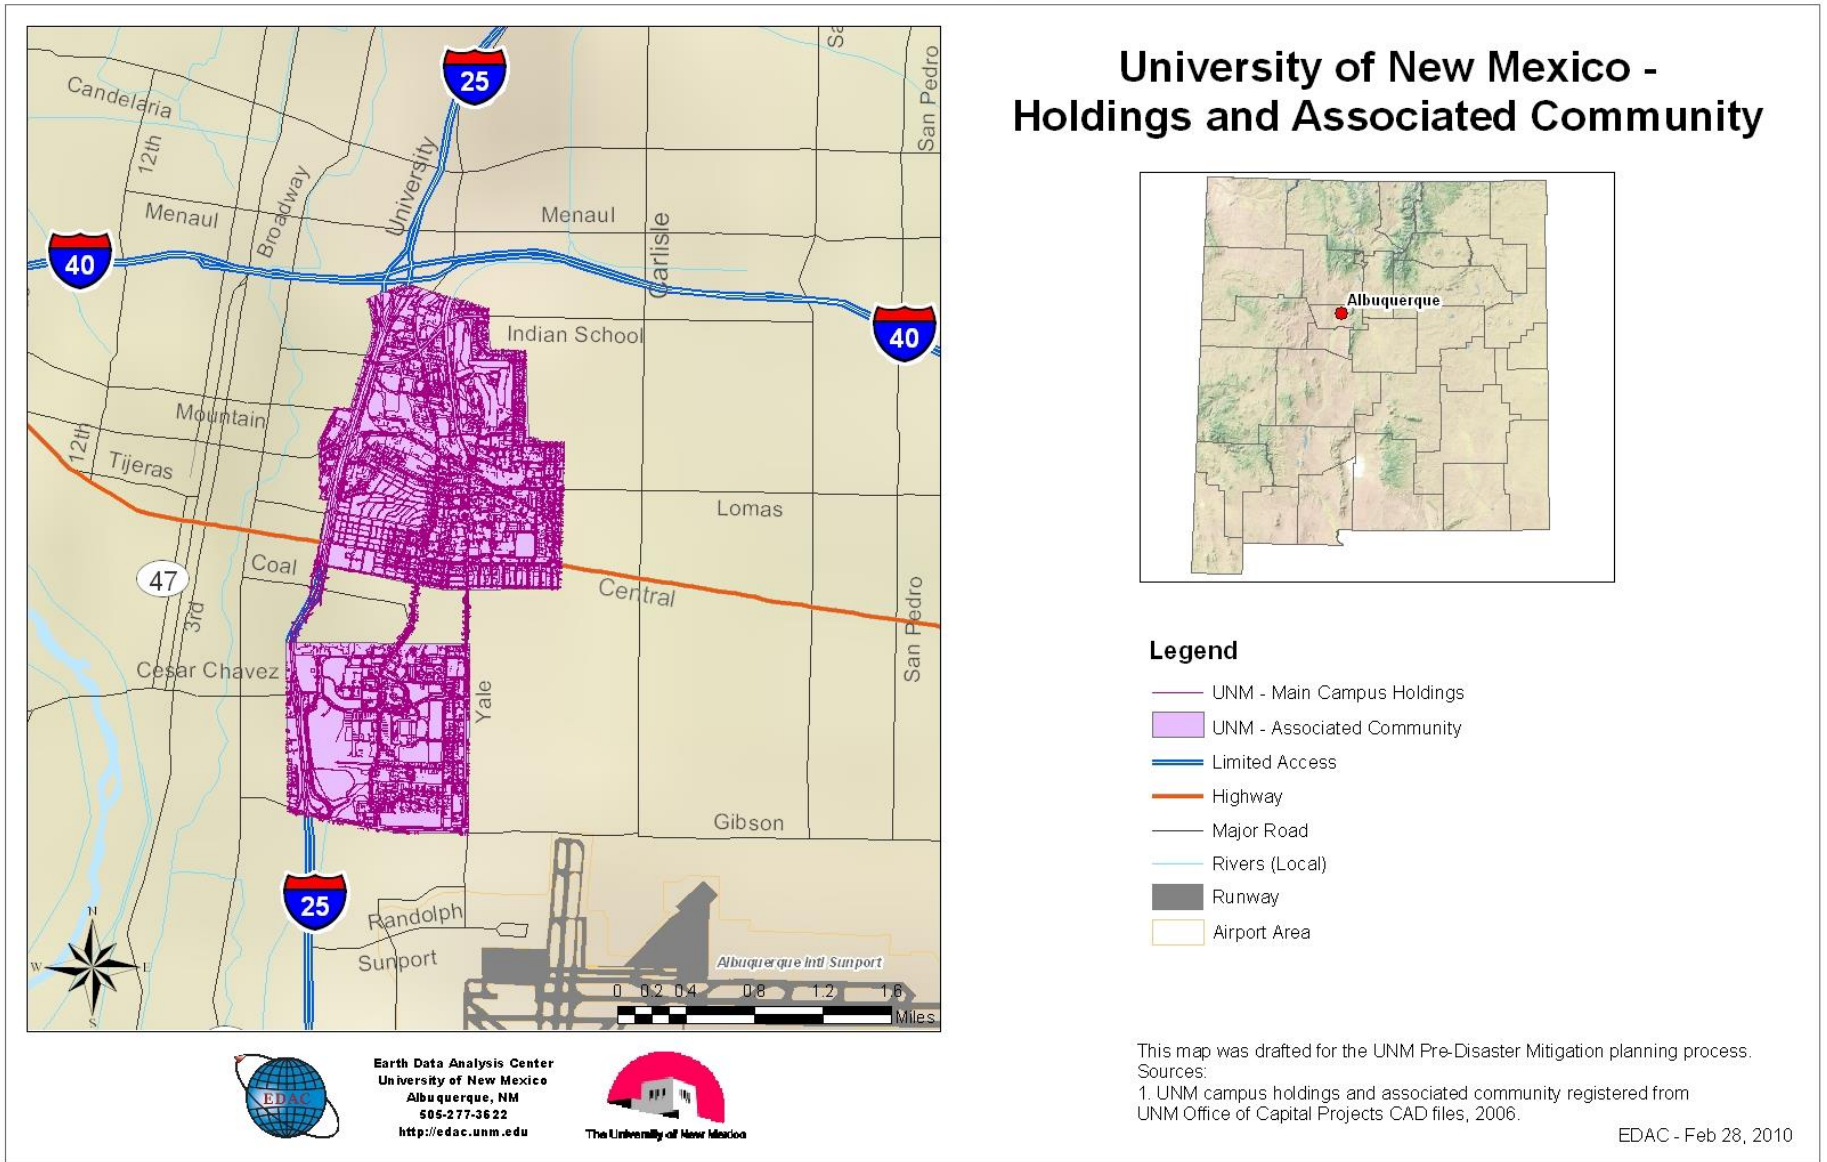 University of New Mexico -
Holdings and Associated Community
25
Sa
San Pedro
Candelaria
12th
University
Broadway
Menaul
Menaul
Carlisle
40
Albuquerque
Indian School
40
Mountain
12th
Tijeras
Lomas
Coal
47
Central
3rd
San Pedro
Cesar Chavez
Yale
Gibson
25
Randolph
Sunport
Albuquerque Intl Sunport
N
W
E
S
0 0.2 0.4 0.8 1.2 1.6
Miles
Legend
UNM - Main Campus Holdings
UNM - Associated Community
Limited Access
Highway
Major Road
Rivers (Local)
Runway
Airport Area
EDAC
Earth Data Analysis Center
University of New Mexico
Albuquerque, NM
505-277-3622
http://edac.unm.edu
The University of New Mexico
This map was drafted for the UNM Pre-Disaster Mitigation planning process.
Sources:
1. UNM campus holdings and associated community registered from
UNM Office of Capital Projects CAD files, 2006.
EDAC - Feb 28, 2010